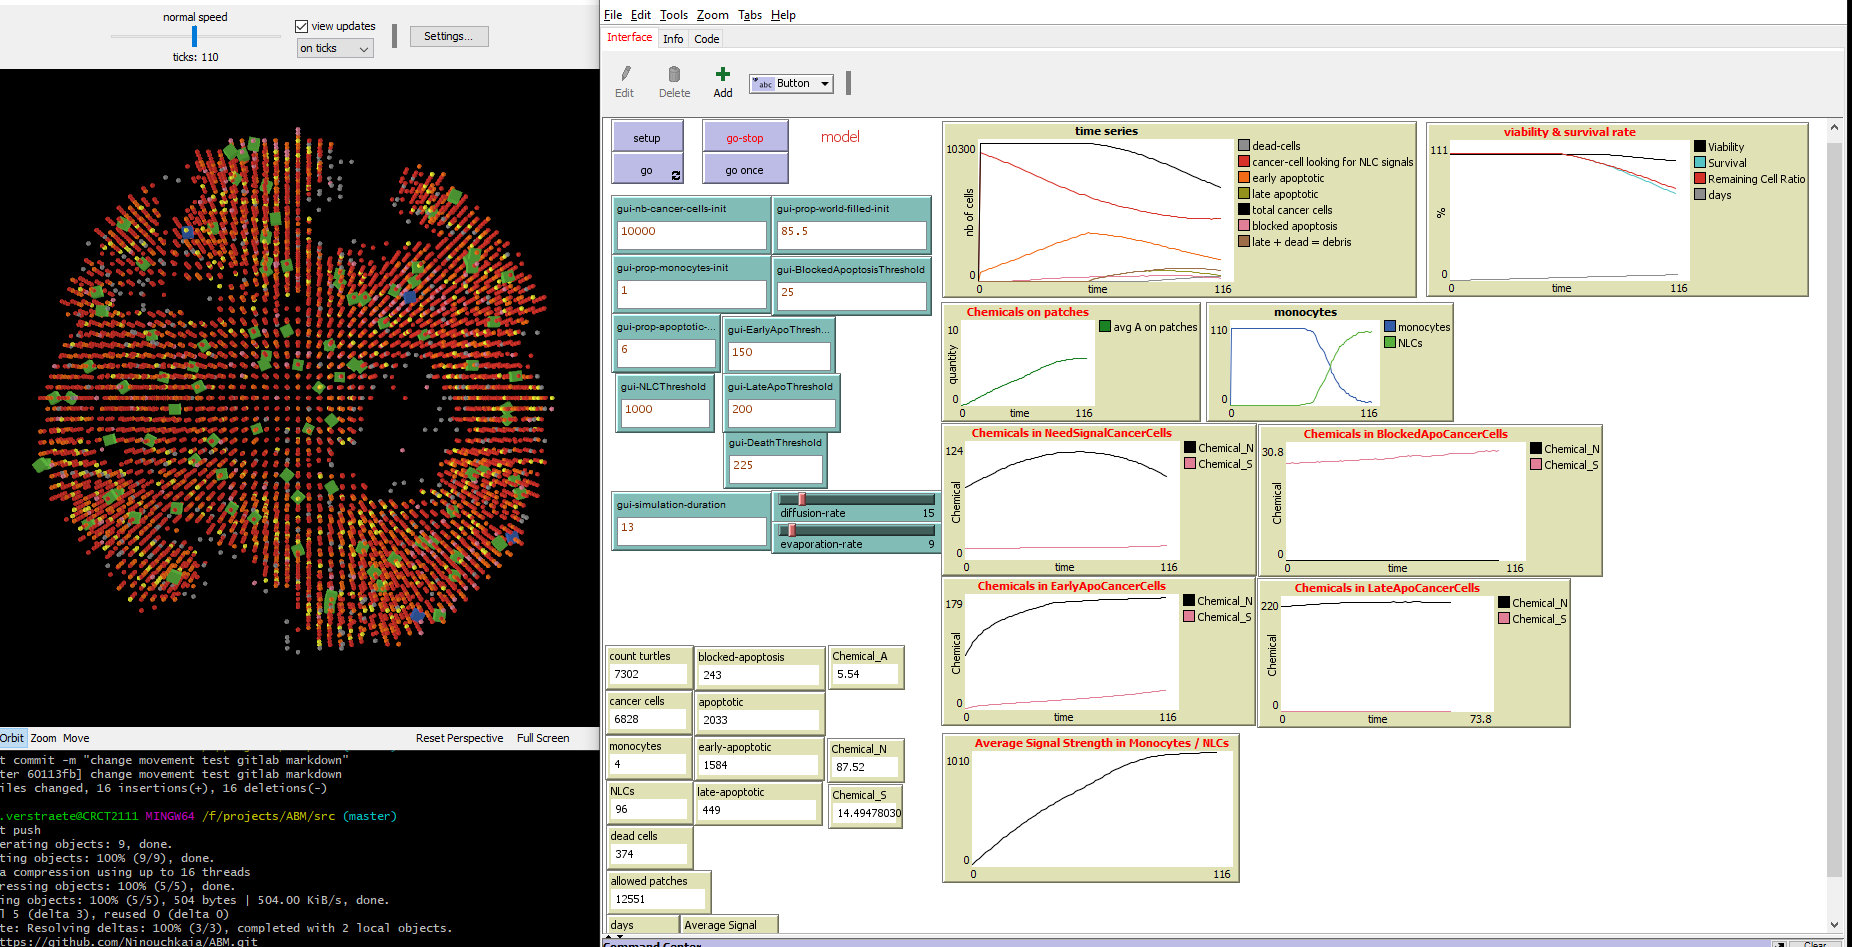 normal speed
view updates
on ticks
Settings...
ticks: 110
File Edit Tools Zoom Tabs Help
Interface Info Code
Edit Delete Add
abc Button
setup
go-stop
model
go
go once
gui-nb-cancer-cells-init
10000
gui-prop-world-filled-init
85.5
gui-prop-monocytes-init
1
gui-BlockedApoptosisThreshold
25
gui-prop-apoptotic-...
6
gui-EarlyApoThresh...
150
gui-NLCThreshold
1000
gui-LateApoThreshold
200
gui-DeathThreshold
225
gui-simulation-duration
13
diffusion-rate 15
evaporation-rate 9
time series
10300
nb of cells
0
0 time 116
dead-cells
cancer-cell looking for NLC signals
early apoptotic
late apoptotic
total cancer cells
blocked apoptosis
late + dead = debris
viability & survival rate
111
%
0
0 time 116
Viability
Survival
Remaining Cell Ratio
days
Chemicals on patches
10
quantity
0
0 time 116
avg A on patches
monocytes
110
0
0 time 116
monocytes
NLCs
Chemicals in NeedSignalCancerCells
124
Chemical
0
0 time 116
Chemical_N
Chemical_S
Chemicals in BlockedApoCancerCells
30.8
Chemical
0
0 time 116
Chemical_N
Chemical_S
Chemicals in EarlyApoCancerCells
179
Chemical
0
0 time 116
Chemical_N
Chemical_S
Chemicals in LateApoCancerCells
220
Chemical
0
0 time 73.8
Chemical_N
Chemical_S
Average Signal Strength in Monocytes / NLCs
1010
0
0 116
count turtles
7302
blocked-apoptosis
243
Chemical_A
5.54
cancer cells
6828
apoptotic
2033
monocytes
4
early-apoptotic
1584
Chemical_N
87.52
NLCs
96
late-apoptotic
449
Chemical_S
14.49478030
dead cells
374
allowed patches
12551
days
Average Signal
Command Center
Clear
Orbit Zoom Move Reset Perspective Full Screen
t commit -m "change movement test gitlab markdown"
ter 60113fb] change movement test gitlab markdown
iles changed, 16 insertions(+), 16 deletions(-)
.verstraete@CRCT2111 MINGW64 /f/projects/ABM/src (master)
t push
erating objects: 9, done.
ting objects: 100% (9/9), done.
a compression using up to 16 threads
ressing objects: 100% (5/5), done.
ing objects: 100% (5/5), 504 bytes | 504.00 KiB/s, done.
l 5 (delta 3), reused 0 (delta 0)
te: Resolving deltas: 100% (3/3), completed with 2 local objects.
ttps://github.com/Ninouchkaia/ABM.git